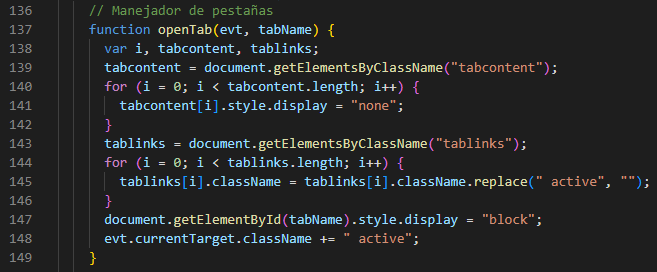 136 // Manejador de pestañas
137 function openTab(evt, tabName) {
138 var i, tabcontent, tablinks;
139 tabcontent = document.getElementsByClassName("tabcontent");
140 for (i = 0; i < tabcontent.length; i++) {
141 tabcontent[i].style.display = "none";
142 }
143 tablinks = document.getElementsByClassName("tablinks");
144 for (i = 0; i < tablinks.length; i++) {
145 tablinks[i].className = tablinks[i].className.replace(" active", "");
146 }
147 document.getElementById(tabName).style.display = "block";
148 evt.currentTarget.className += " active";
149 }